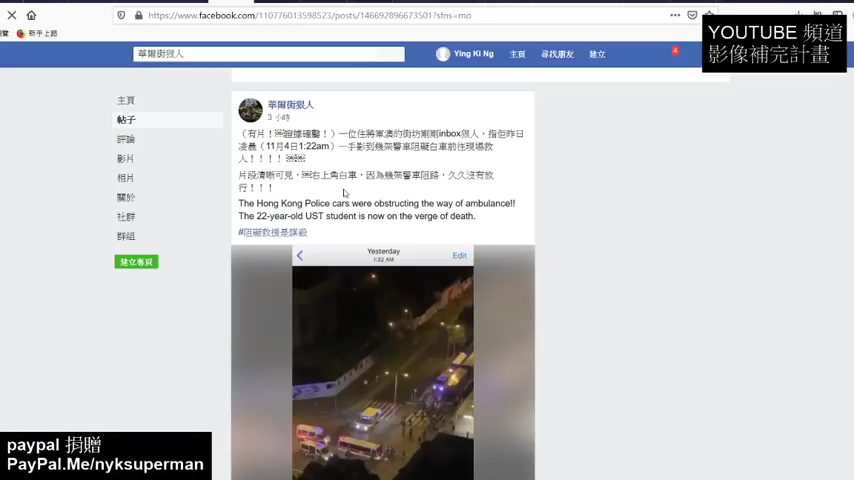 https://www.facebook.com/110776013598523/posts/146692896673501?sfns=mo
新手上路
YOUTUBE 頻道
影像補完計畫
華爾街狠人
Ying Ki Ng
主頁
尋找朋友
建立
4
主頁
帖子
評論
影片
相片
關於
社群
群組
建立專頁
華爾街狠人
3 小時
（有片！證據確鑿！）一位住將軍澳的街坊剛剛inbox狠人，指佢昨日
凌晨（11月4日1:22am）一手影到幾架警車阻礙白車前往現場救
人！！！！
片段清晰可見，右上角白車，因為幾架警車阻路，久久沒有放
行！！！
The Hong Kong Police cars were obstructing the way of ambulance!!
The 22-year-old UST student is now on the verge of death.
#阻礙救援是謀殺
Yesterday
1:22 AM
Edit
paypal 捐贈
PayPal.Me/nyksuperman